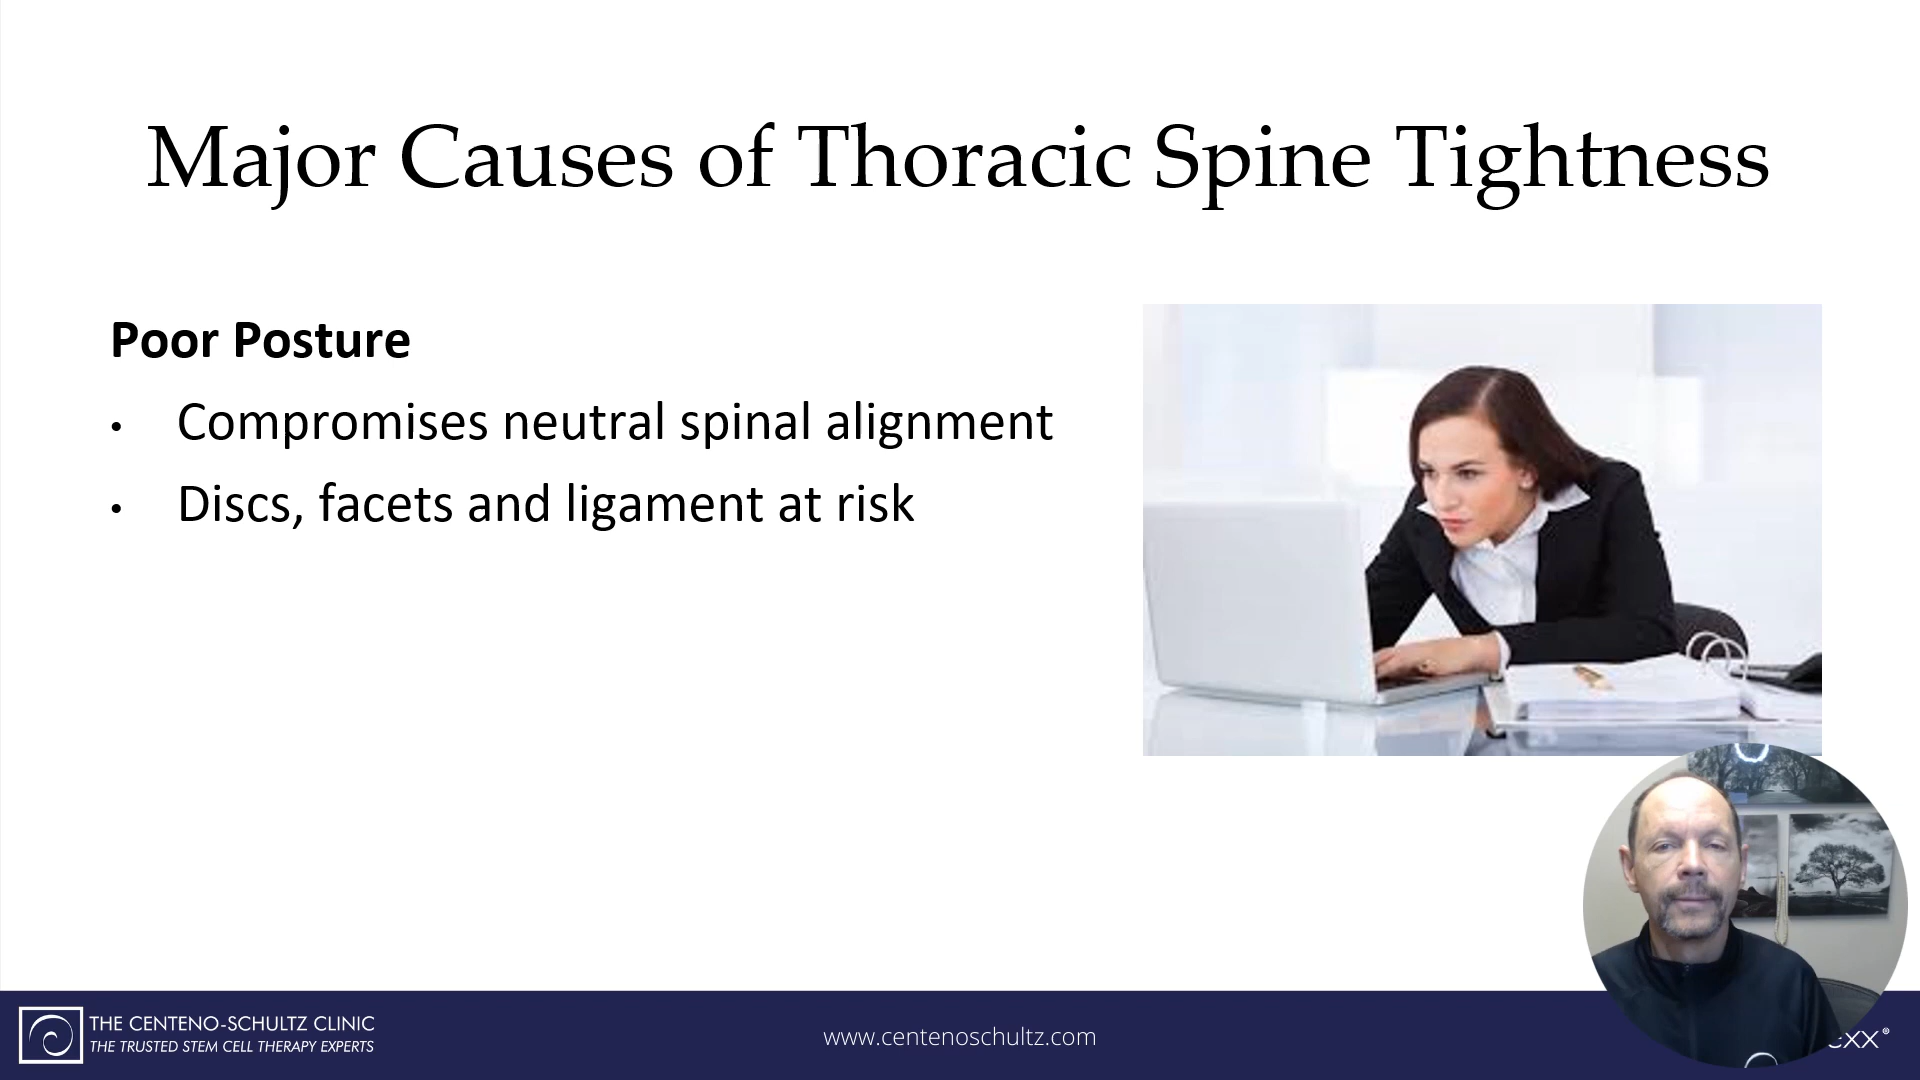 Major Causes of Thoracic Spine Tightness
Poor Posture
• Compromises neutral spinal alignment
• Discs, facets and ligament at risk
THE CENTENO-SCHULTZ CLINIC
THE TRUSTED STEM CELL THERAPY EXPERTS
www.centenoschultz.com